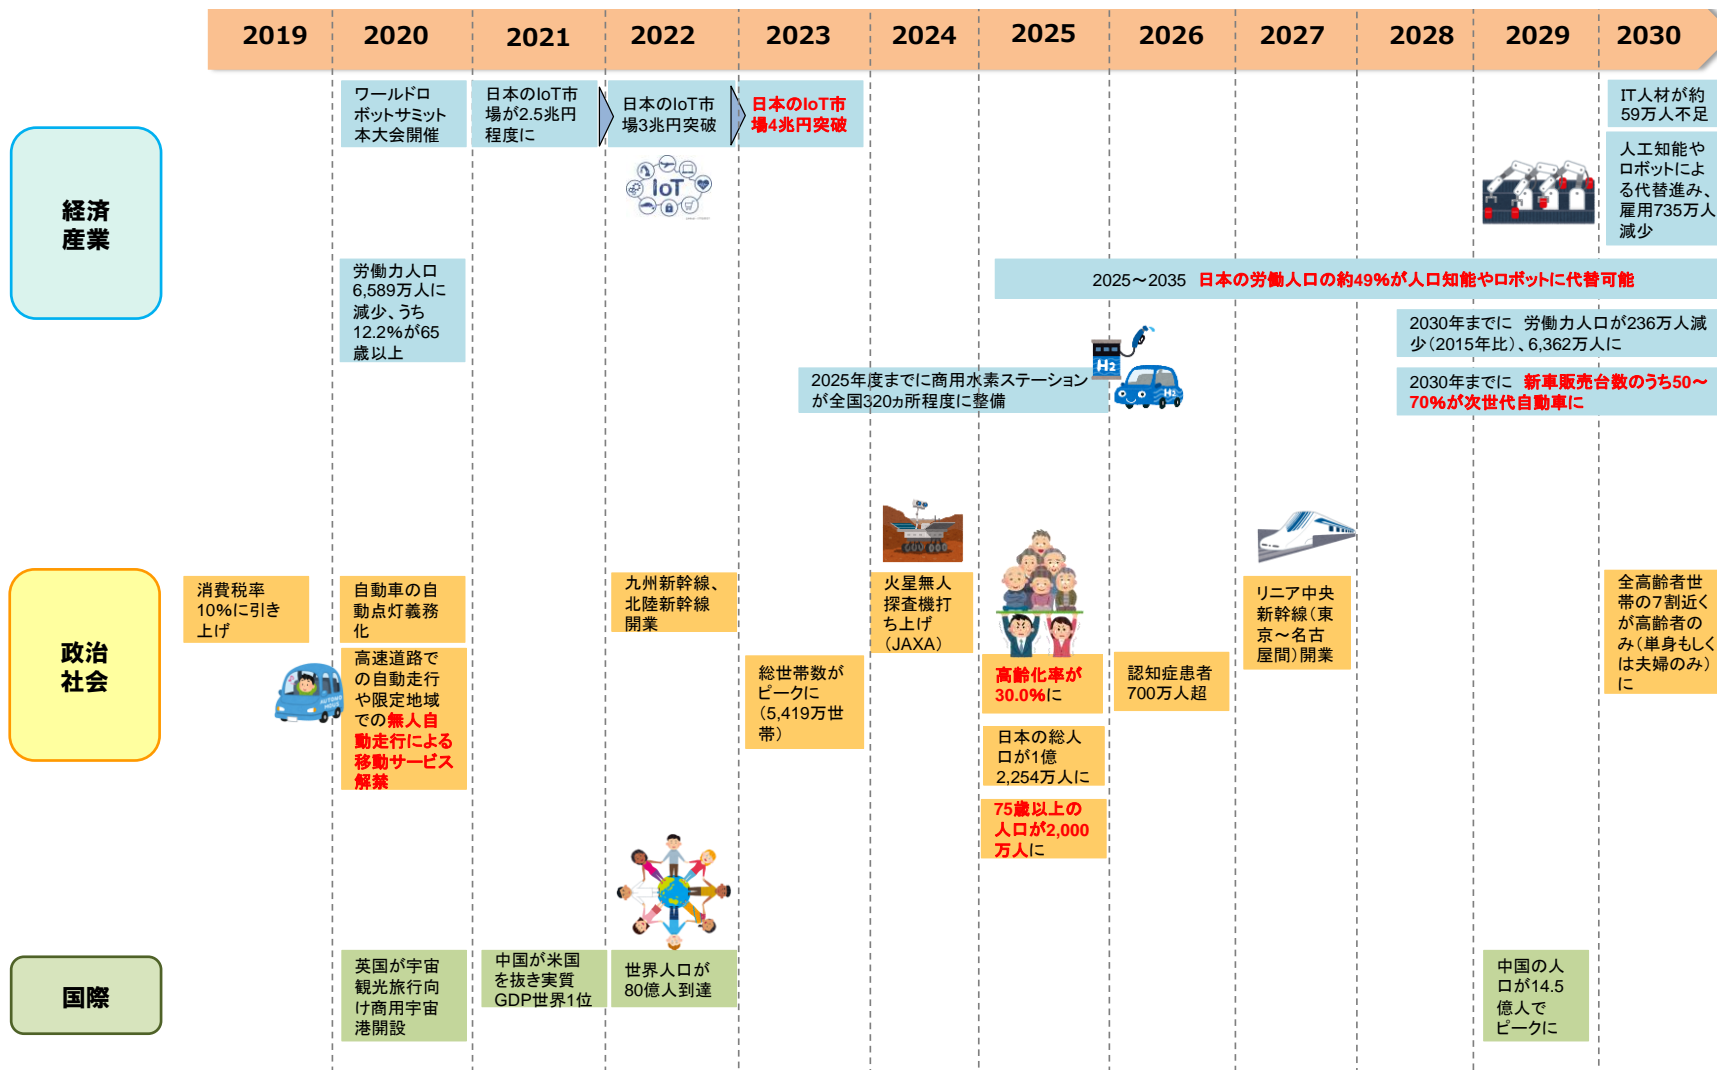 2019
2020
2021
2022
2023
2024
2025
2026
2027
2028
2029
2030
経済
産業
ワールドロ
ボットサミット
本大会開催
日本のIoT市
場が2.5兆円
程度に
日本のIoT市
場3兆円突破
日本のIoT市
場4兆円突破
IoT
IT人材が約
59万人不足
人工知能や
ロボットによ
る代替進み、
雇用735万人
減少
労働力人口
6,589万人に
減少、うち
12.2%が65
歳以上
2025～2035 日本の労働人口の約49%が人口知能やロボットに代替可能
2030年までに 労働力人口が236万人減
少（2015年比）、6,362万人に
2025年度までに商用水素ステーション
が全国320ヵ所程度に整備
H2
H2
2030年までに 新車販売台数のうち50～
70%が次世代自動車に
政治
社会
消費税率
10%に引き
上げ
自動車の自
動点灯義務
化
高速道路で
の自動走行
や限定地域
での無人自
動走行による
移動サービス
解禁
九州新幹線、
北陸新幹線
開業
総世帯数が
ピークに
（5,419万世
帯）
火星無人
探査機打
ち上げ
（JAXA）
高齢化率が
30.0%に
日本の総人
口が1億
2,254万人に
75歳以上の
人口が2,000
万人に
認知症患者
700万人超
リニア中央
新幹線（東
京～名古
屋間）開業
全高齢者世
帯の7割近く
が高齢者の
み（単身もしく
は夫婦のみ）
に
国際
英国が宇宙
観光旅行向
け商用宇宙
港開設
中国が米国
を抜き実質
GDP世界1位
世界人口が
80億人到達
中国の人
口が14.5
億人で
ピークに